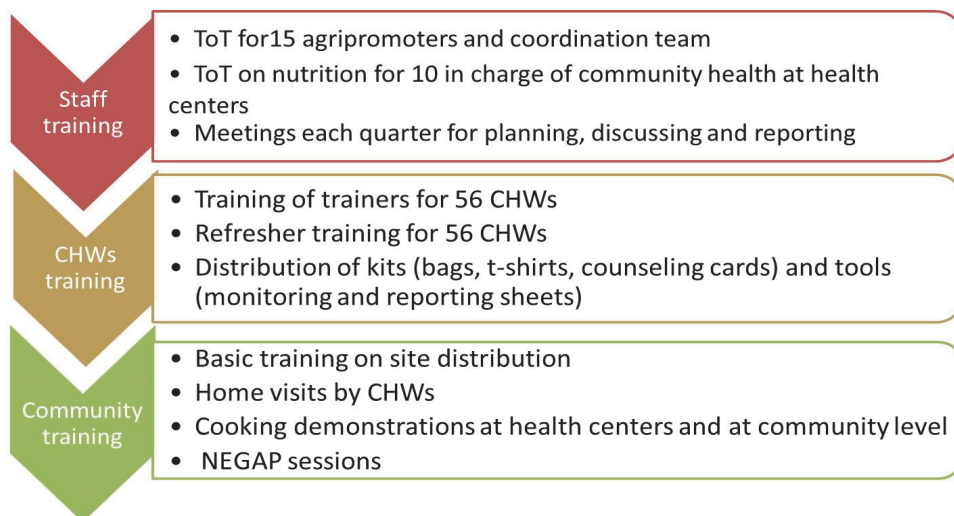 Staff
training
• ToT for15 agripromoters and coordination team
• ToT on nutrition for 10 in charge of community health at health
centers
• Meetings each quarter for planning, discussing and reporting
CHWs
training
• Training of trainers for 56 CHWs
• Refresher training for 56 CHWs
• Distribution of kits (bags, t-shirts, counseling cards) and tools
(monitoring and reporting sheets)
Community
training
• Basic training on site distribution
• Home visits by CHWs
• Cooking demonstrations at health centers and at community level
• NEGAP sessions